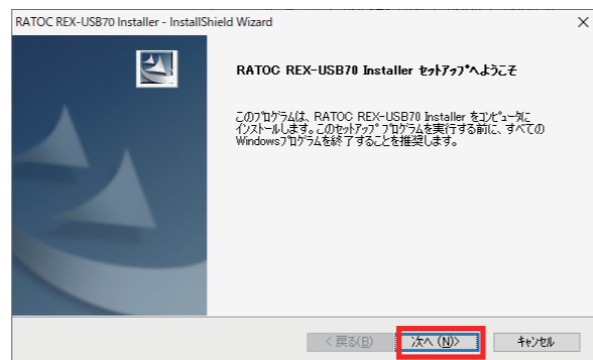 RATOC REX-USB70 Installer - InstallShield Wizard
RATOC REX-USB70 Installer ｾｯﾄｱｯﾌﾟへようこそ
このﾌﾟﾛｸﾞﾗﾑは、RATOC REX-USB70 Installer をｺﾝﾋﾟｭｰﾀに
ｲﾝｽﾄｰﾙします。このｾｯﾄｱｯﾌﾟ ﾌﾟﾛｸﾞﾗﾑを実行する前に、すべての
Windowsﾌﾟﾛｸﾞﾗﾑを終了することを推奨します。
< 戻る(B) 次へ (N)> ｷｬﾝｾﾙ